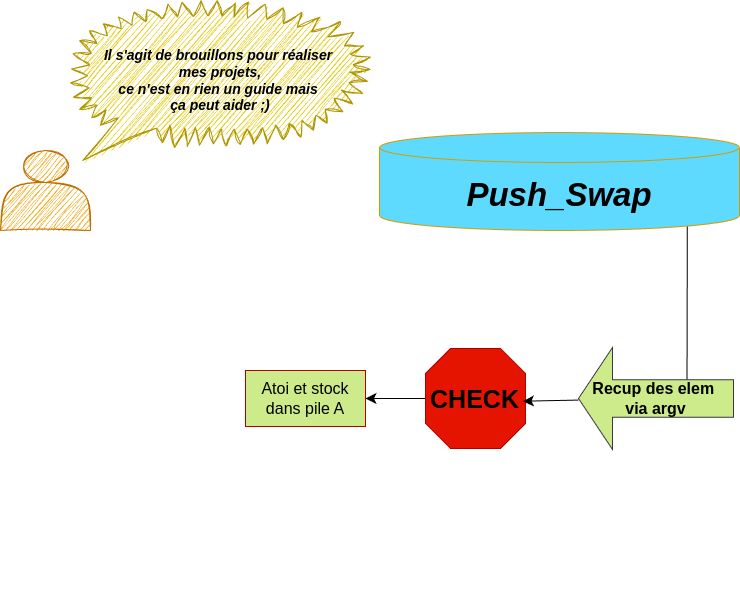 Il s'agit de brouillons pour réaliser
mes projets,
ce n'est en rien un guide mais
ça peut aider ;)
Push_Swap
Recup des elem
via argv
CHECK
Atoi et stock
dans pile A